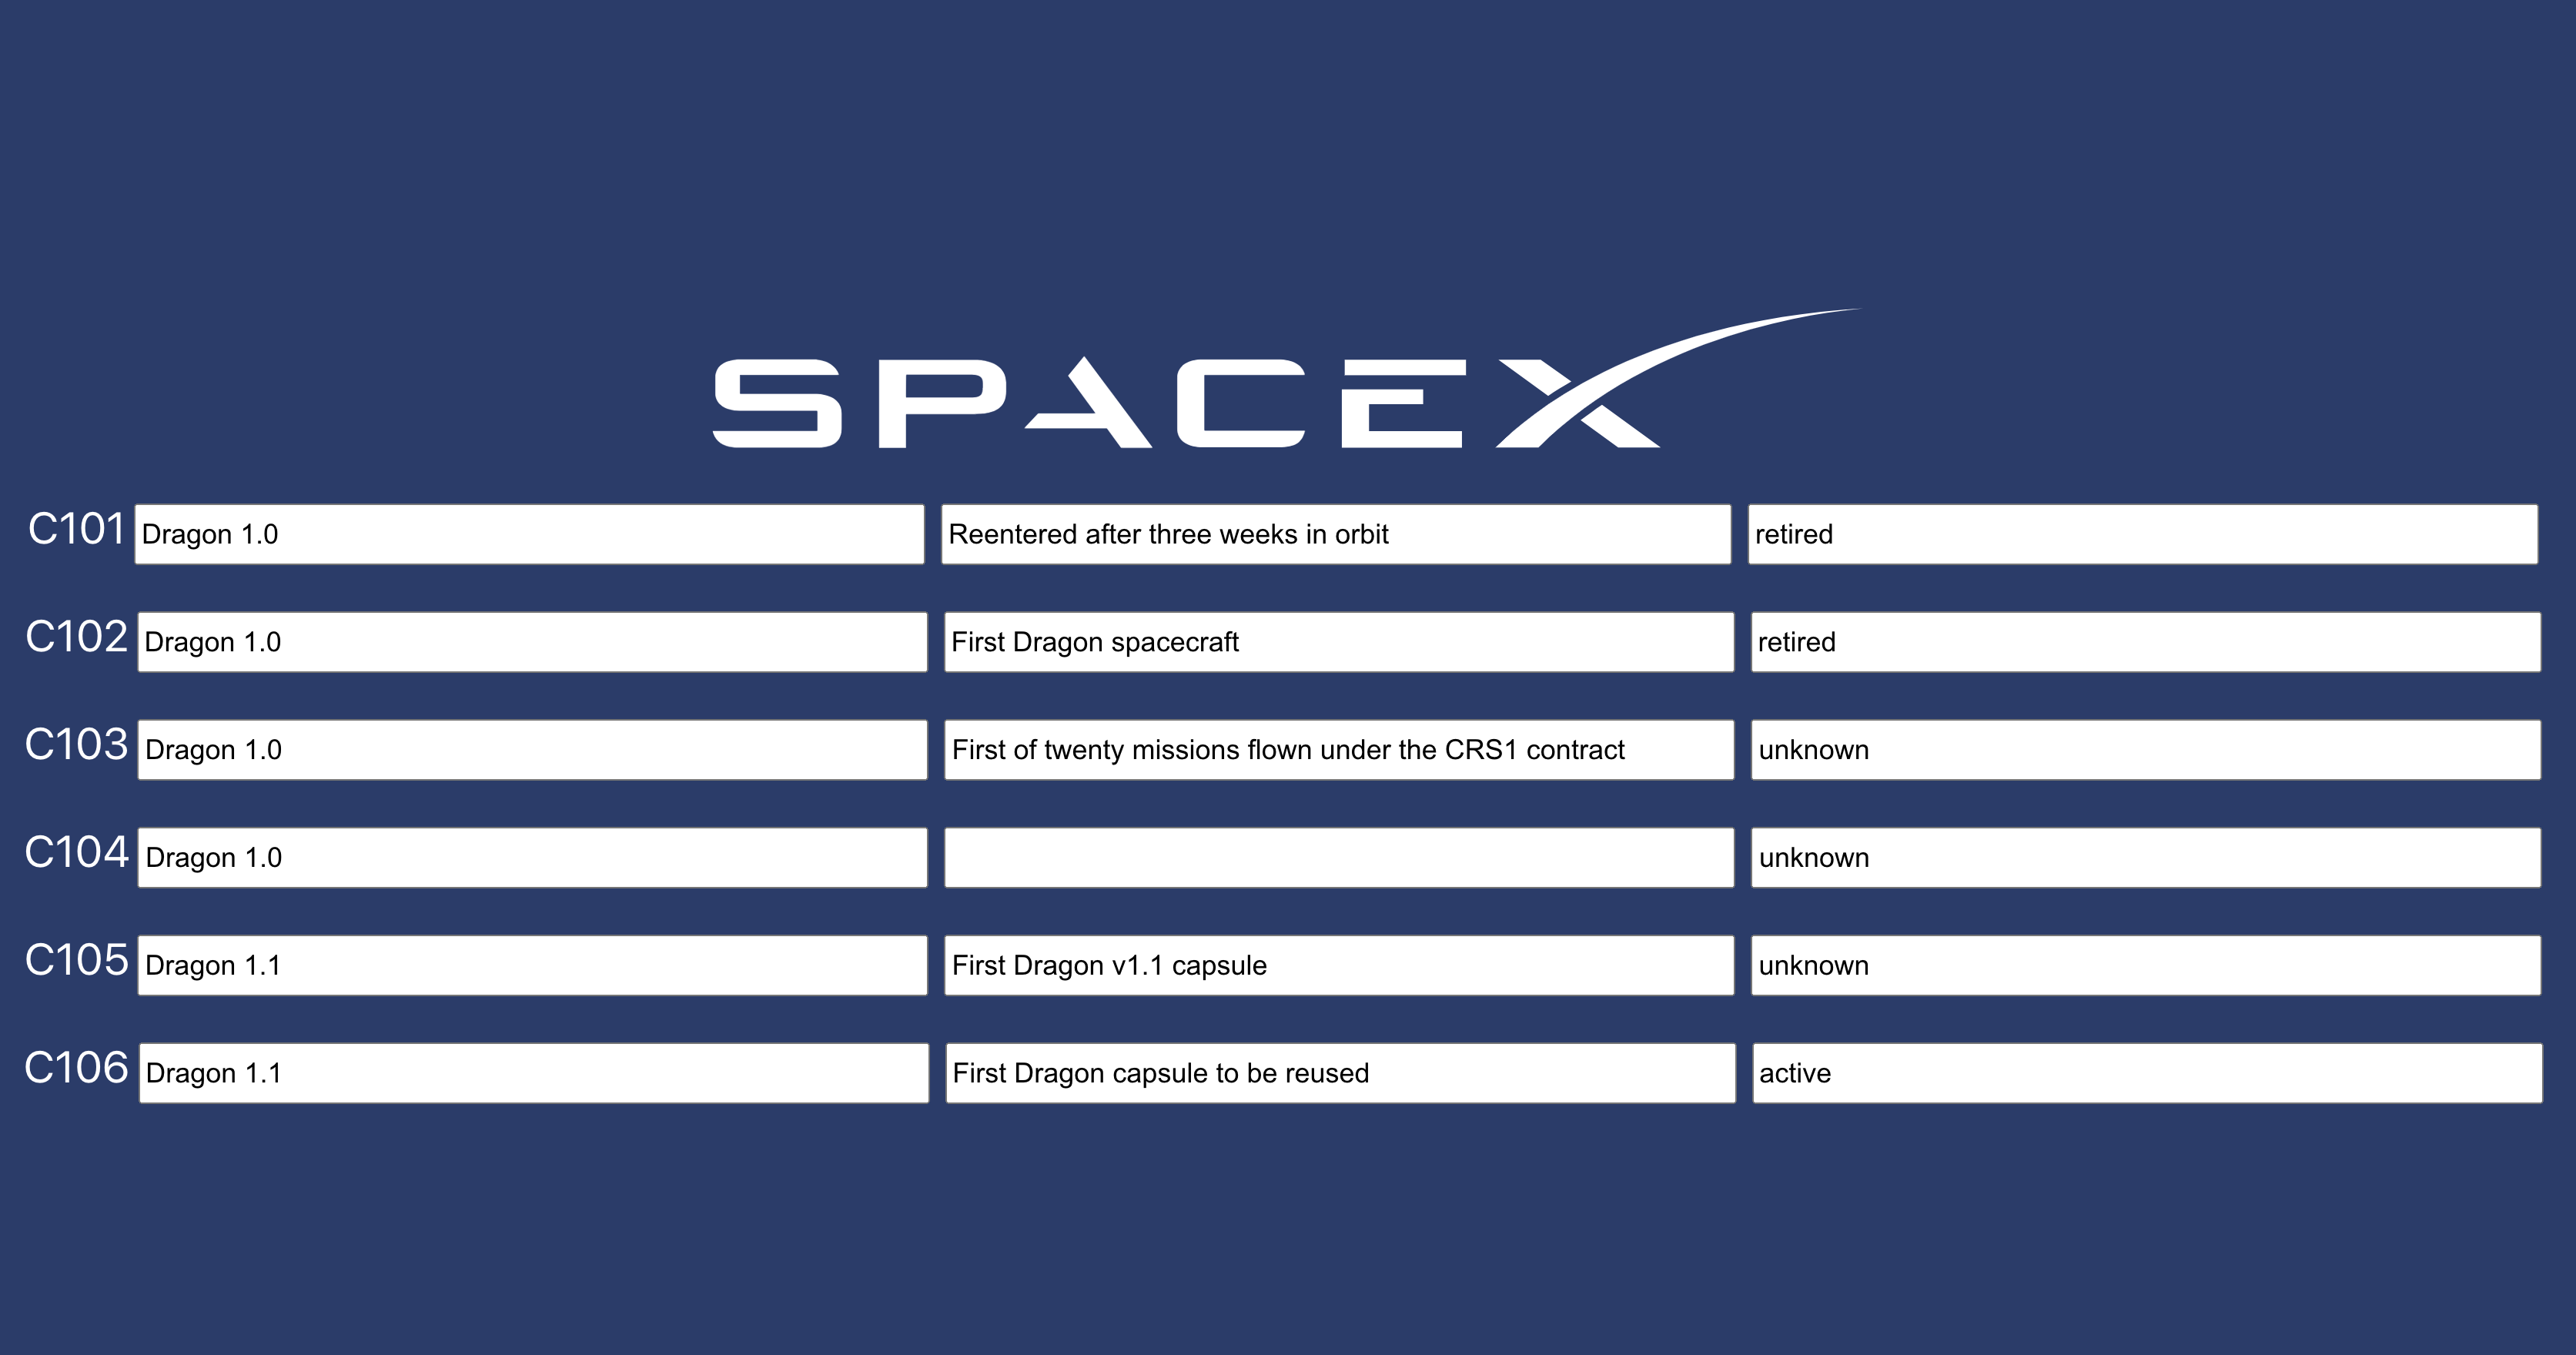 SPACEX
C101 Dragon 1.0 Reentered after three weeks in orbit retired
C102 Dragon 1.0 First Dragon spacecraft retired
C103 Dragon 1.0 First of twenty missions flown under the CRS1 contract unknown
C104 Dragon 1.0 unknown
C105 Dragon 1.1 First Dragon v1.1 capsule unknown
C106 Dragon 1.1 First Dragon capsule to be reused active